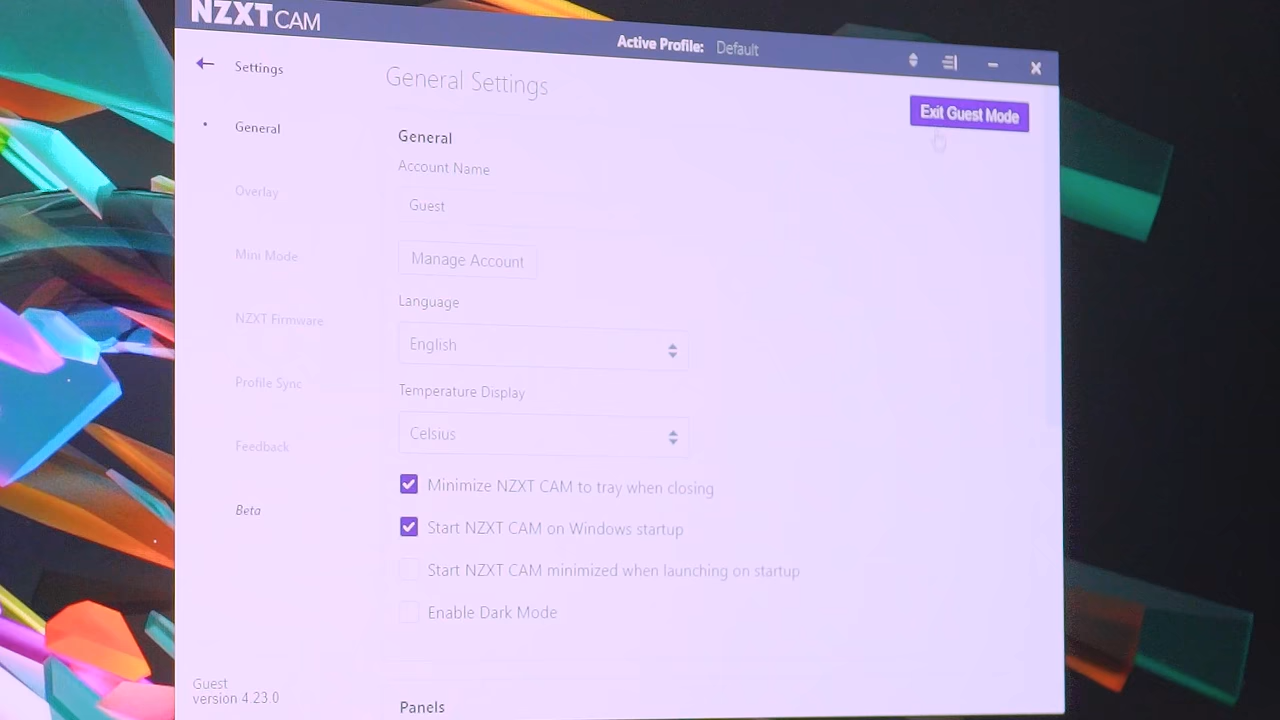 NZXT CAM
Active Profile: Default
Settings
General Settings
Exit Guest Mode
General
General
Account Name
Overlay
Guest
Mini Mode
Manage Account
Language
NZXT Firmware
English
Profile Sync
Temperature Display
Feedback
Celsius
Minimize NZXT CAM to tray when closing
Beta
Start NZXT CAM on Windows startup
Start NZXT CAM minimized when launching on startup
Enable Dark Mode
Guest
version 4.23.0
Panels